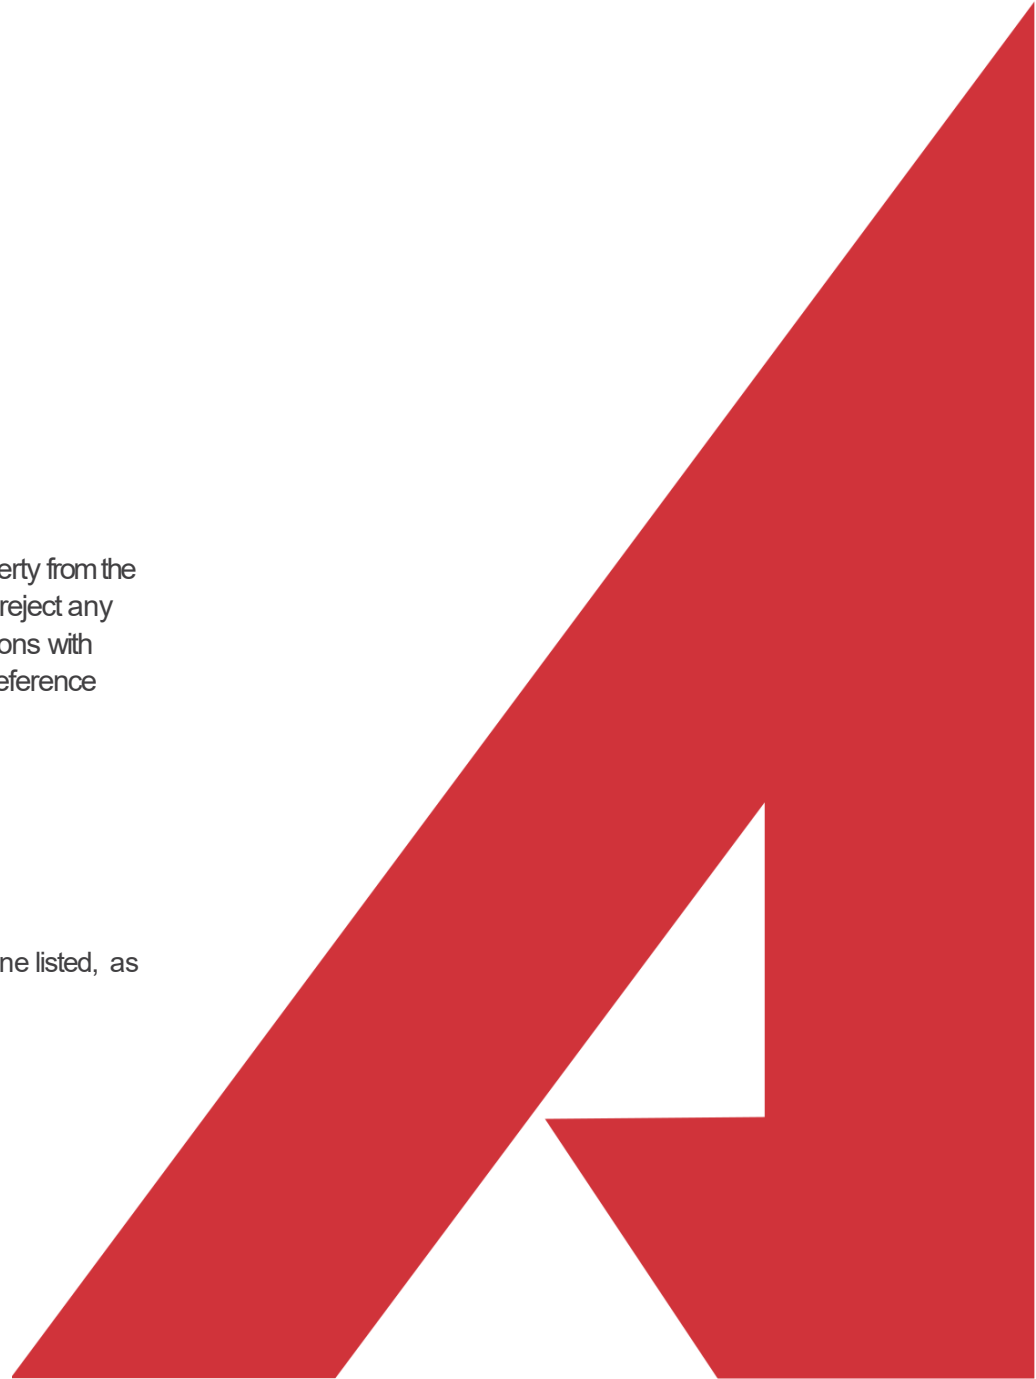 erty from the
reject any
ons with
eference
ne listed, as